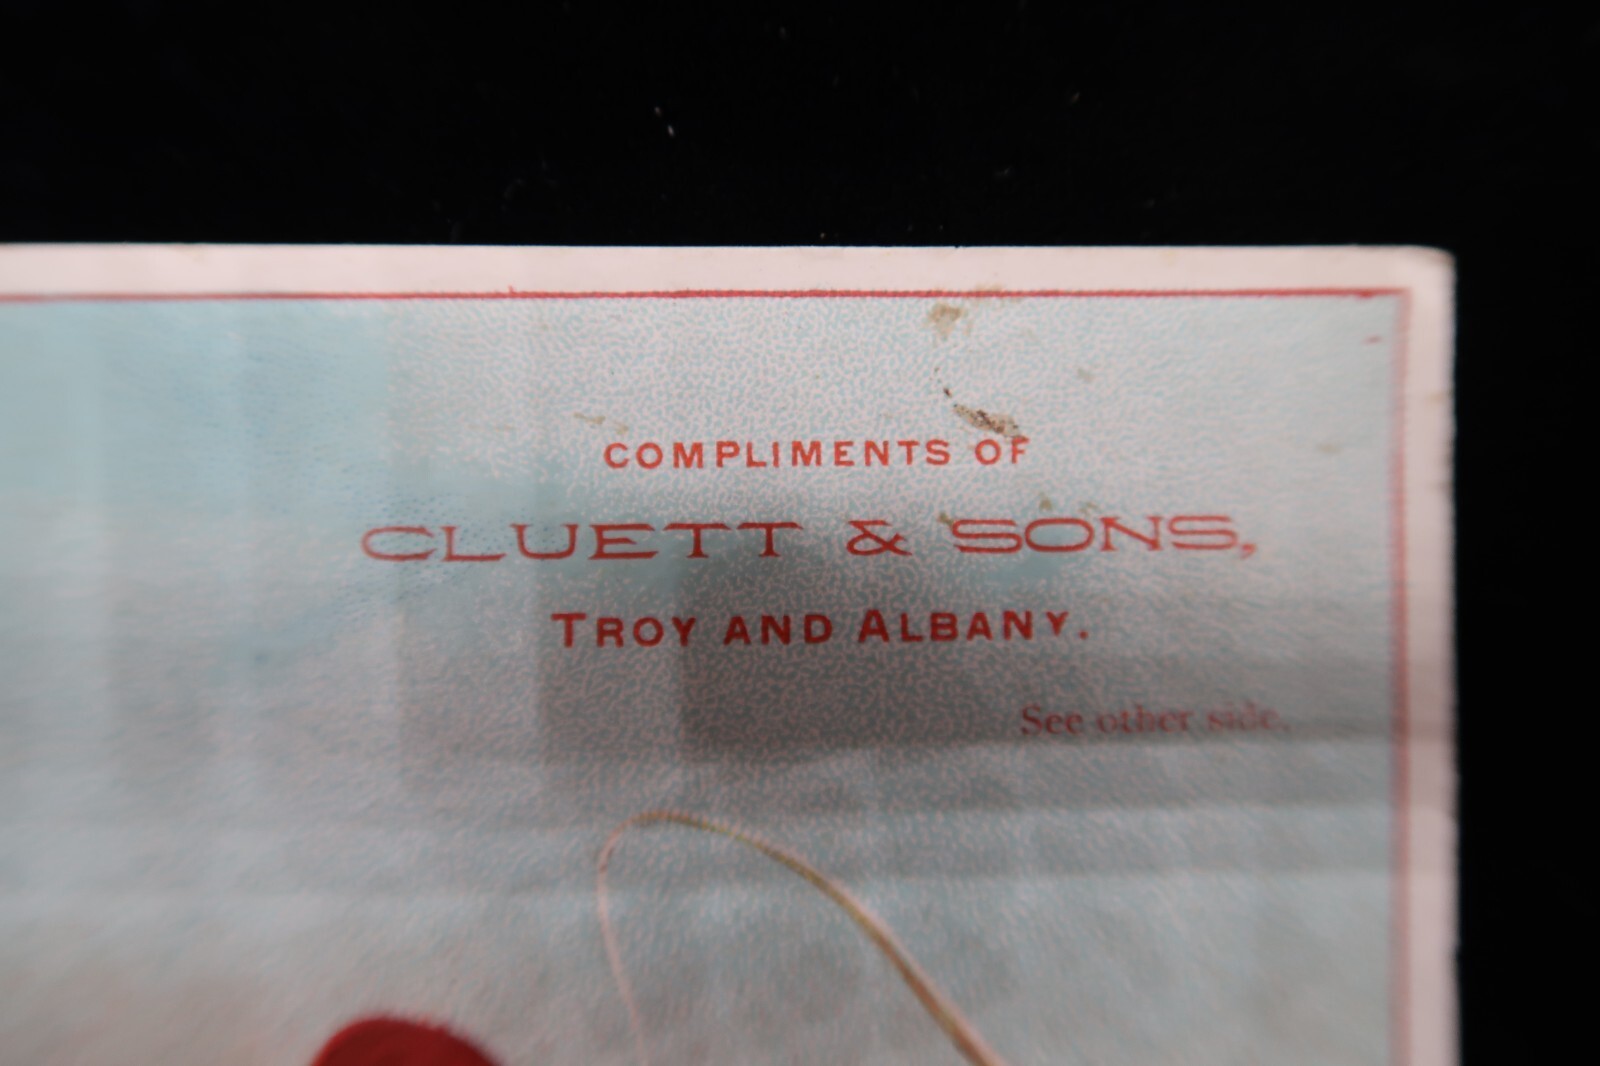 COMPLIMENTS OF
CLUETT & SONS,
TROY AND ALBANY.
See other side.